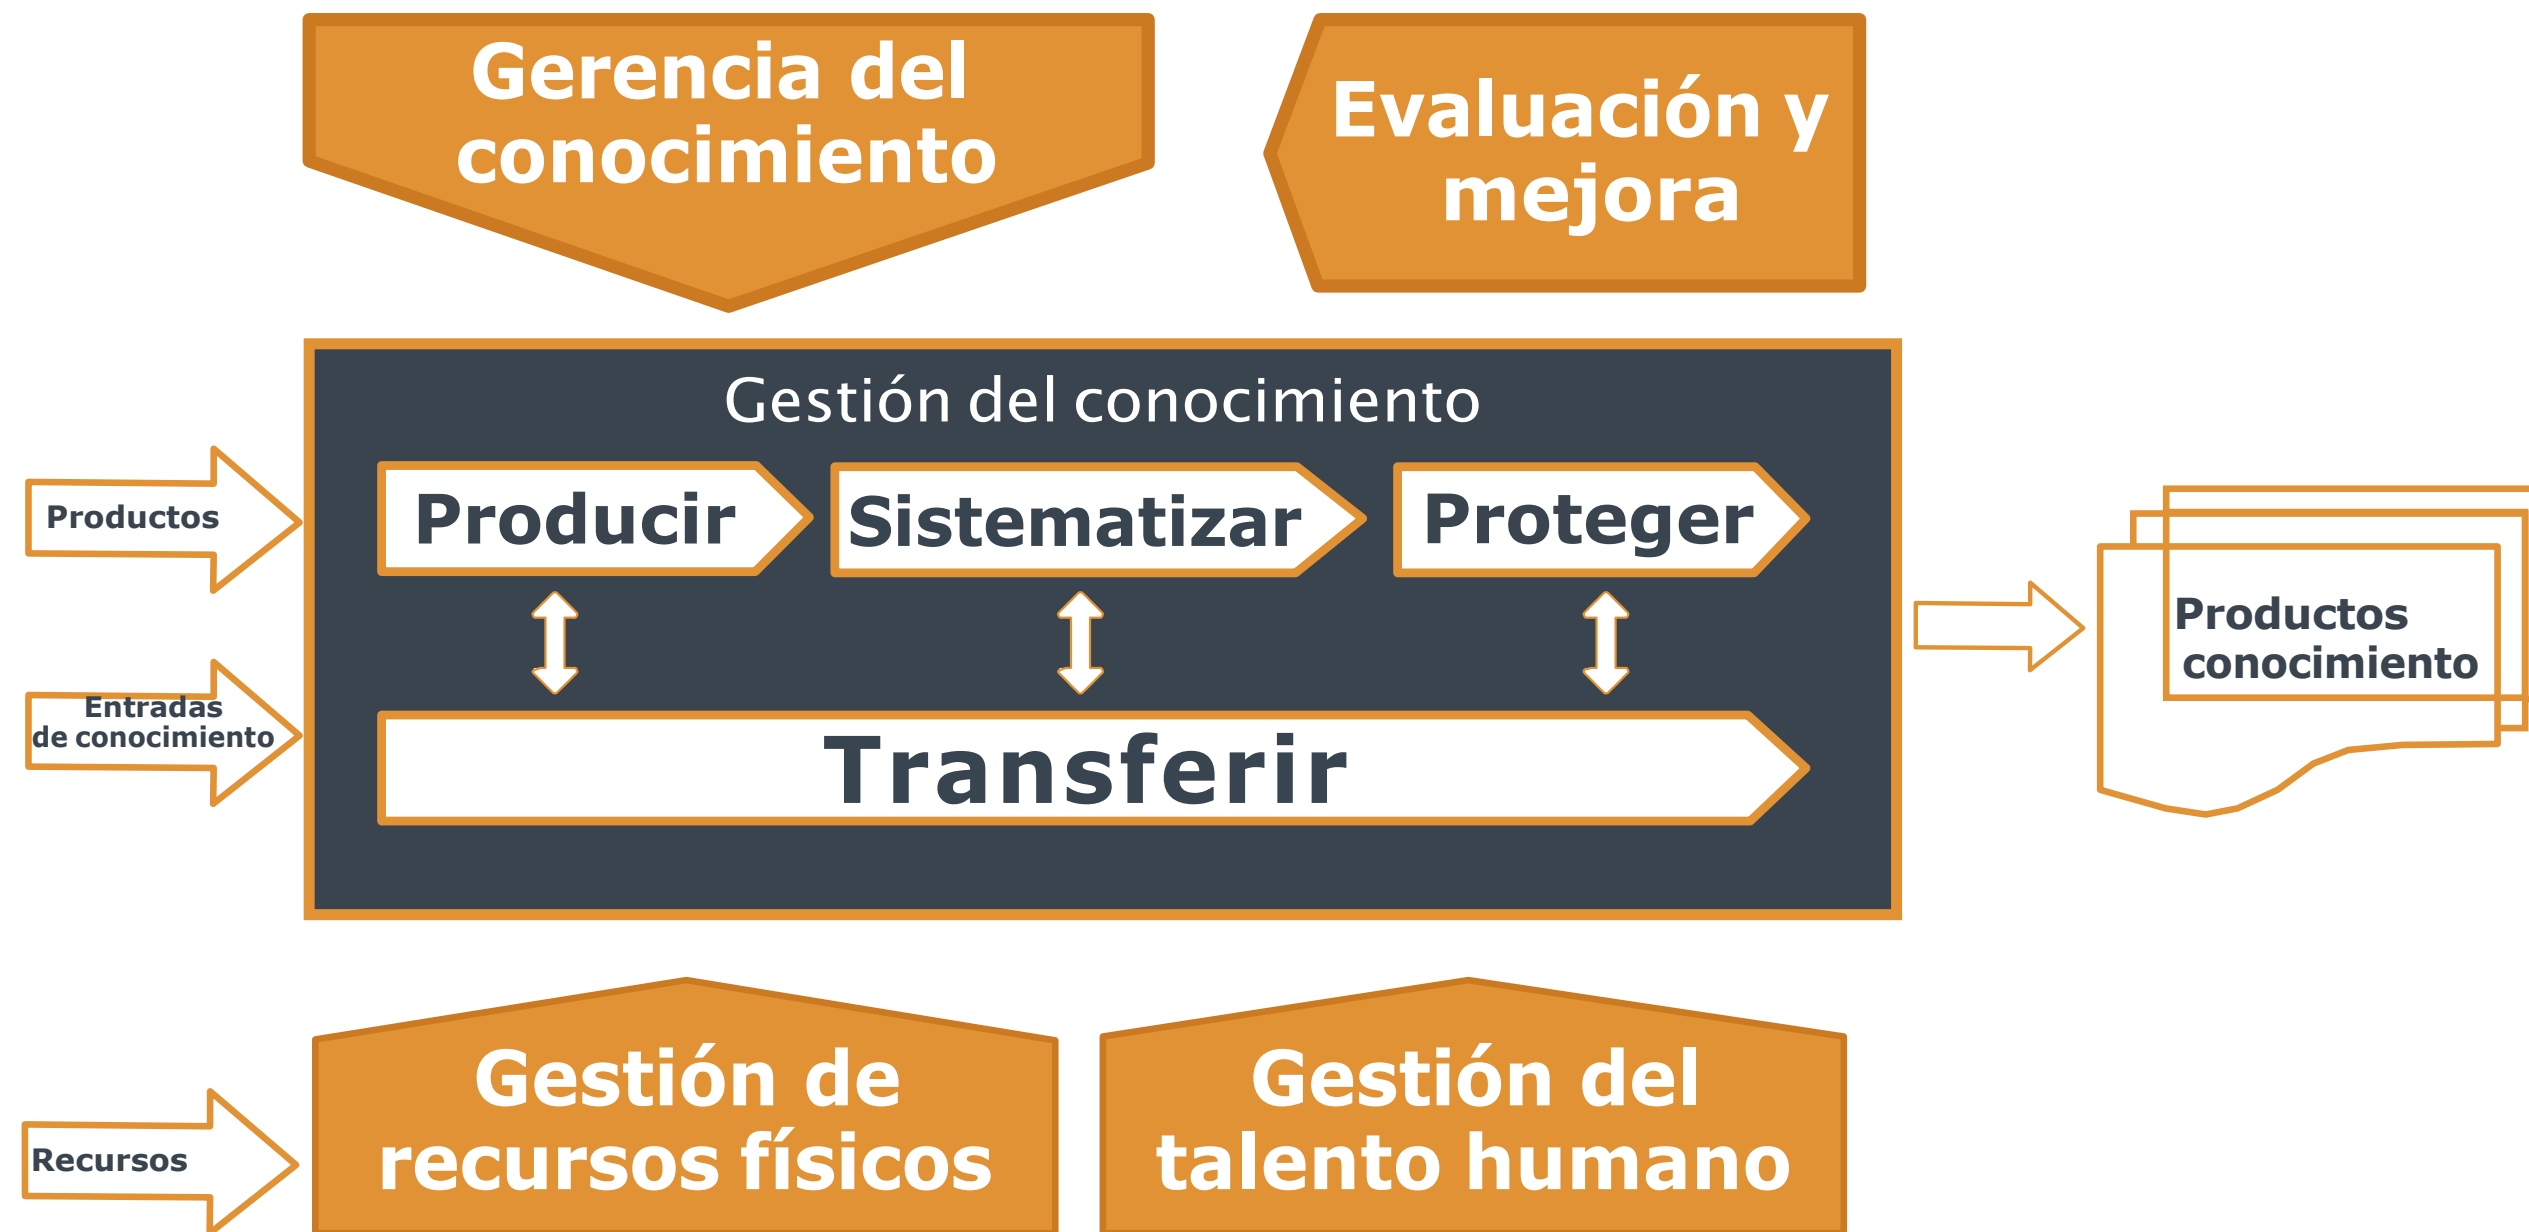 Gerencia del
conocimiento
Evaluación y
mejora
Gestión del conocimiento
Productos
Producir
Sistematizar
Proteger
Entradas
de conocimiento
Transferir
Productos
conocimiento
Recursos
Gestión de
recursos físicos
Gestión del
talento humano